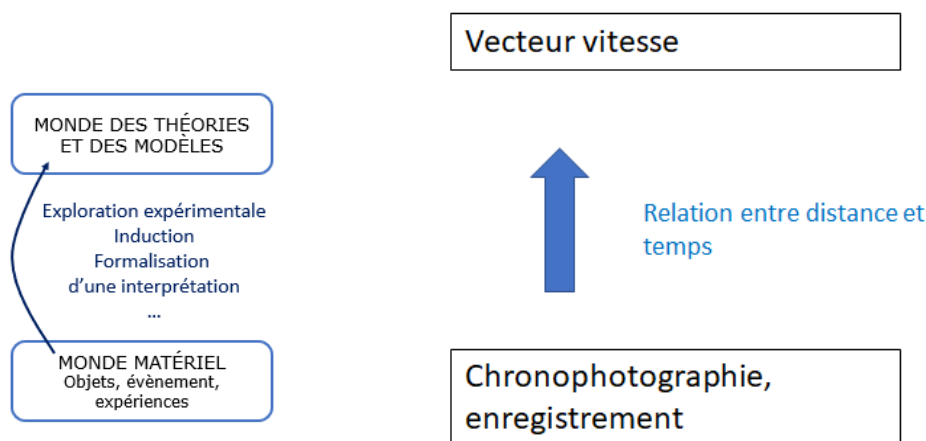 Vecteur vitesse
MONDE DES THÉORIES
ET DES MODÈLES
Exploration expérimentale
Induction
Formalisation
d'une interprétation
...
Relation entre distance et
temps
MONDE MATÉRIEL
Objets, évènement,
expériences
Chronophotographie,
enregistrement